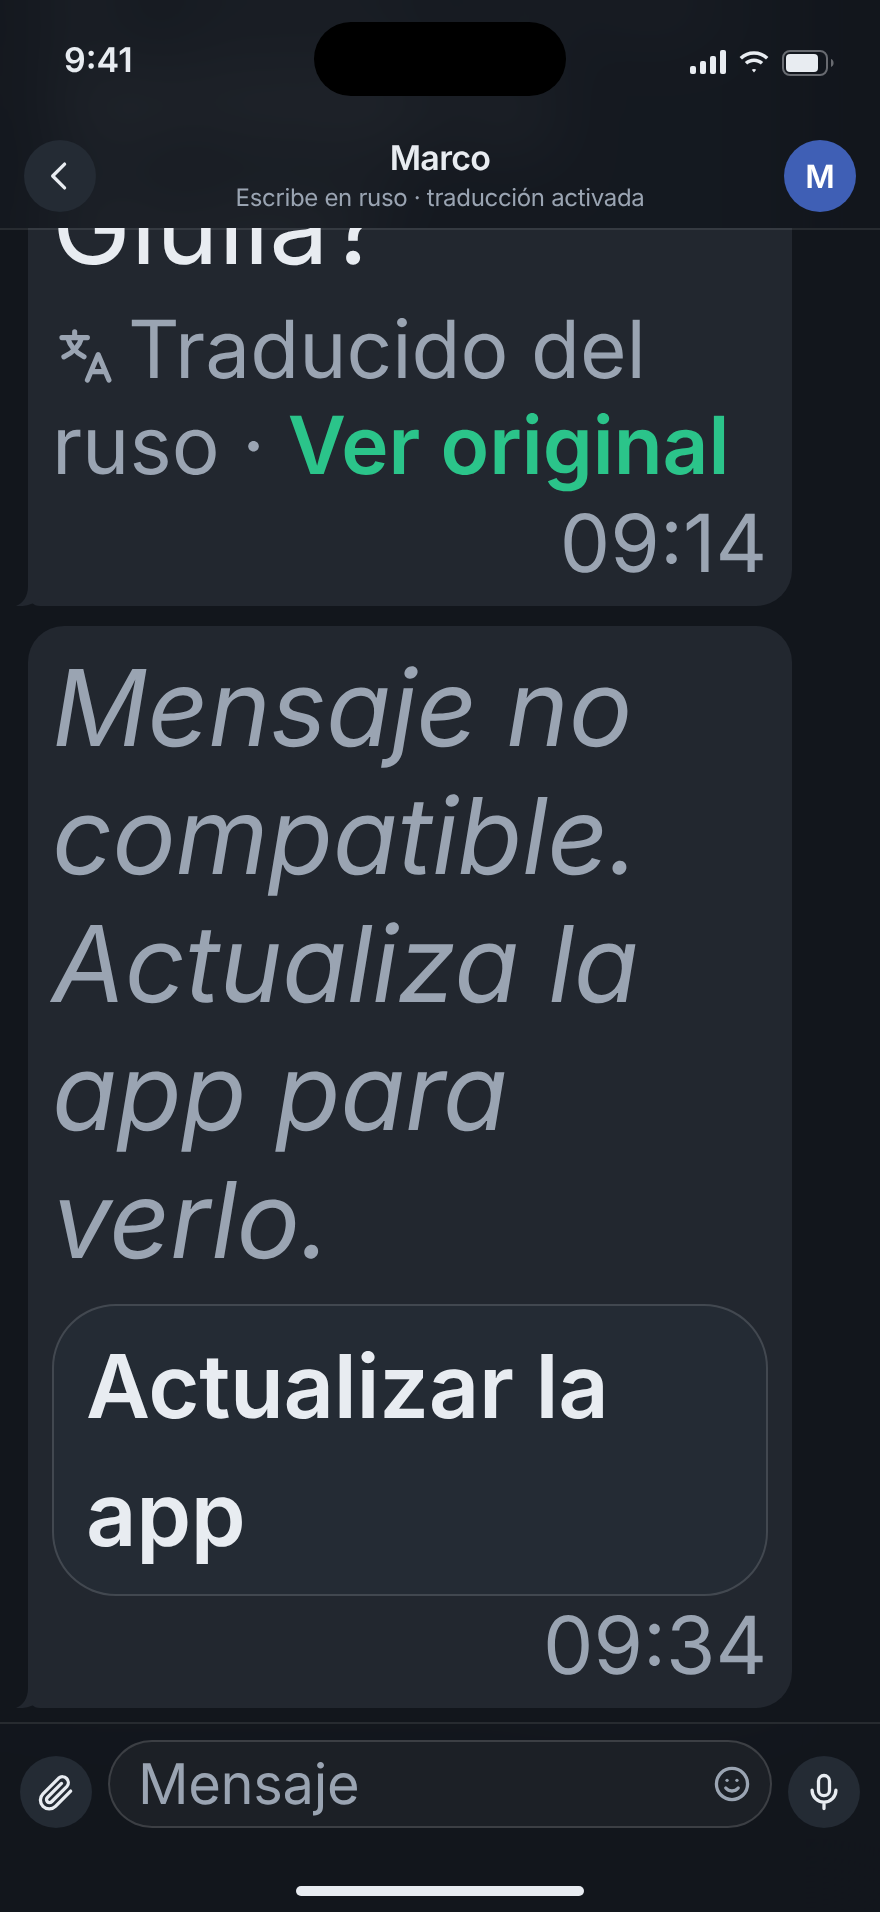 9:41
Marco
Escribe en ruso · traducción activada
M
Giulia?
Traducido del
ruso · Ver original
09:14
Mensaje no
compatible.
Actualiza la
app para
verlo.
Actualizar la
app
09:34
Mensaje